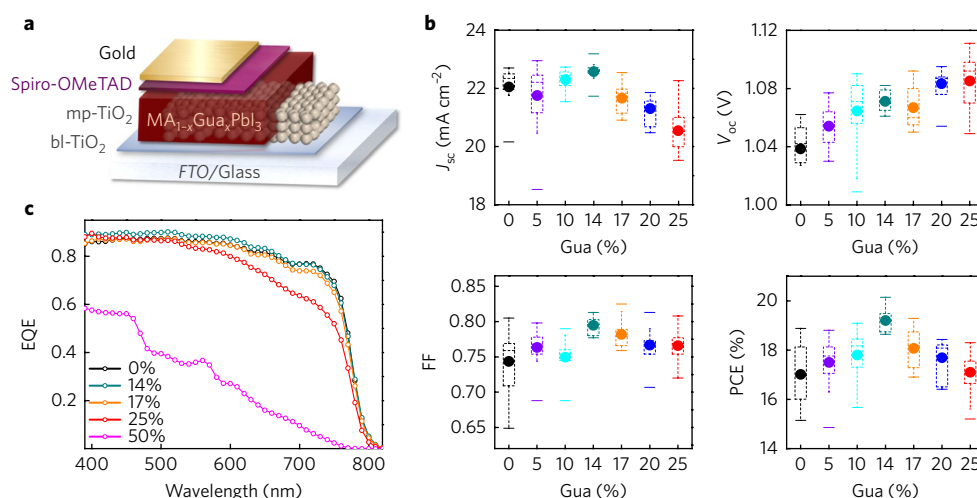 a
Gold
Spiro-OMeTAD
mp-TiO₂
bl-TiO₂
MA₁₋ₓGuaₓPbI₃
FTO/Glass
b
24
22
20
18
J_sc (mA cm⁻²)
0 5 10 14 17 20 25
Gua (%)
1.12
1.08
1.04
1.00
V_oc (V)
0 5 10 14 17 20 25
Gua (%)
c
0.8
0.6
0.4
0.2
EQE
0%
14%
17%
25%
50%
400 500 600 700 800
Wavelength (nm)
0.85
0.80
0.75
0.70
0.65
FF
0 5 10 14 17 20 25
Gua (%)
20
18
16
14
PCE (%)
0 5 10 14 17 20 25
Gua (%)